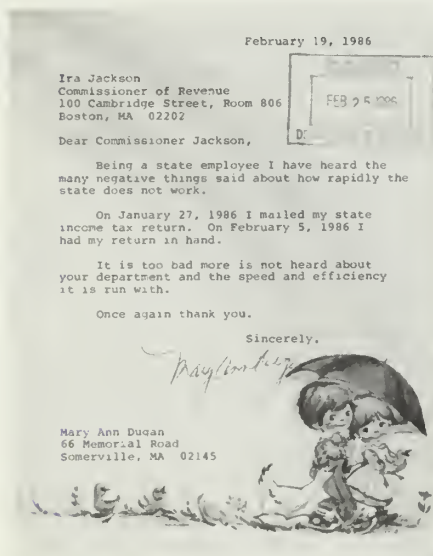 February 19, 1986
Ira Jackson
Commissioner of Revenue
100 Cambridge Street, Room 806
Boston, MA 02202
FEB 25 1986
Dear Commissioner Jackson,
Being a state employee I have heard the
many negative things said about how rapidly the
state does not work.
On January 27, 1986 I mailed my state
income tax return. On February 5, 1986 I
had my return in hand.
It is too bad more is not heard about
your department and the speed and efficiency
it is run with.
Once again thank you.
Sincerely,
Mary Ann Dugan
66 Memorial Road
Somerville, MA 02145